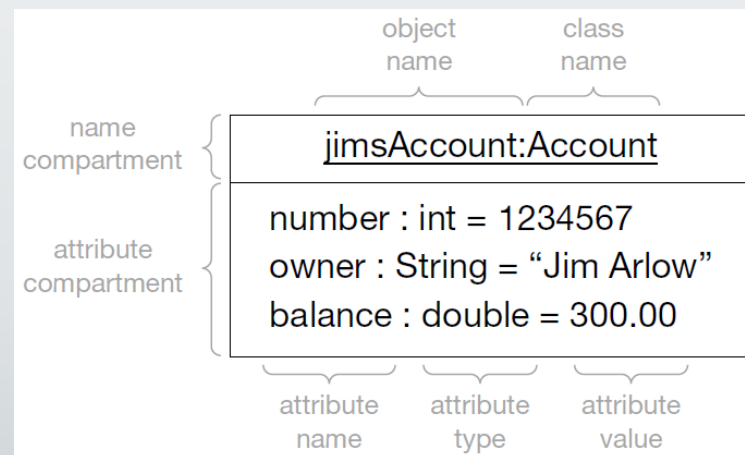 object
name
class
name
name
compartment
jimsAccount:Account
attribute
compartment
number : int = 1234567
owner : String = “Jim Arlow”
balance : double = 300.00
attribute
name
attribute
type
attribute
value